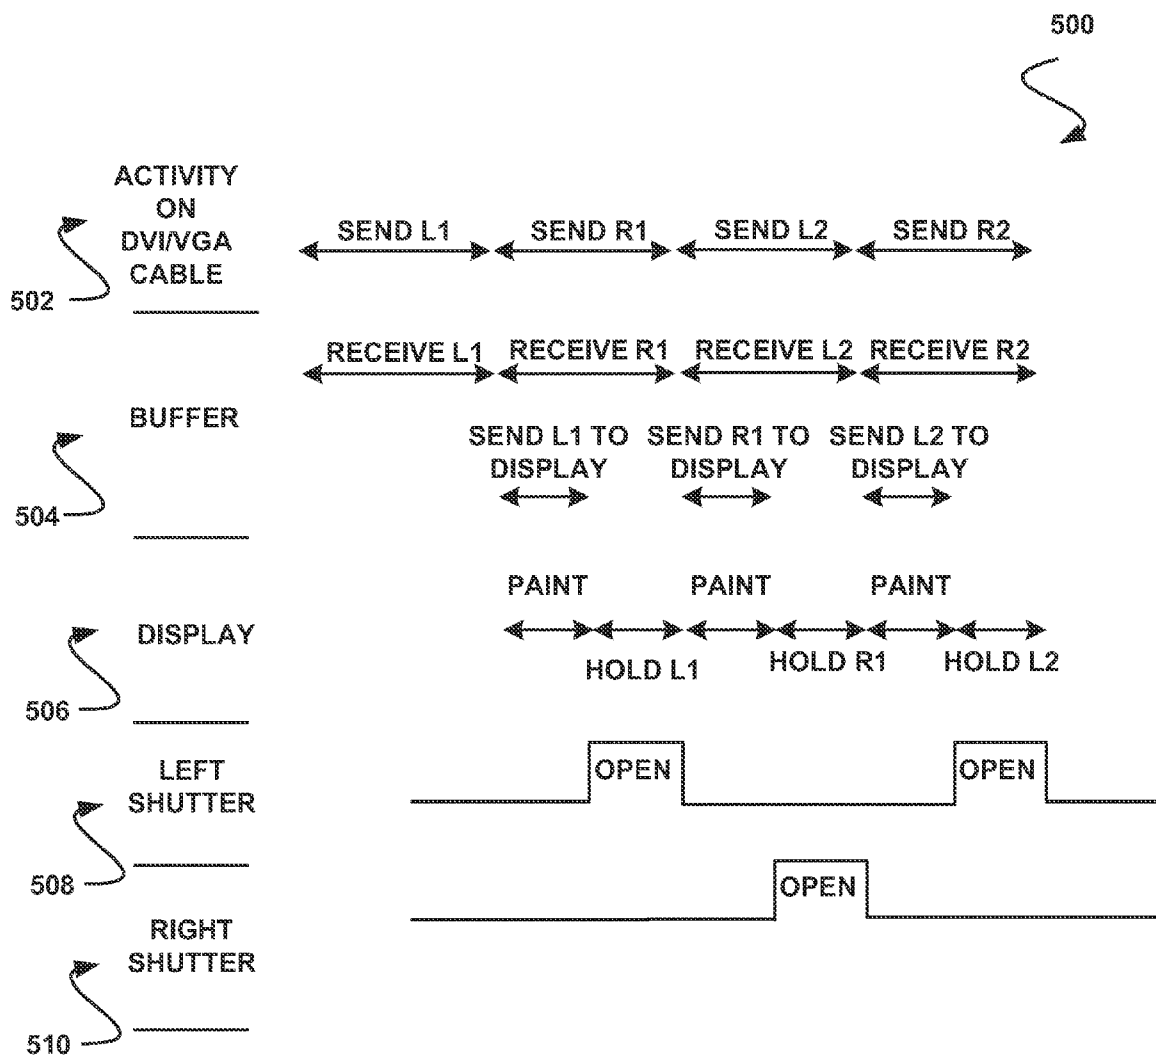 500
ACTIVITY
ON
DVI/VGA
CABLE
502
SEND L1 SEND R1 SEND L2 SEND R2
RECEIVE L1 RECEIVE R1 RECEIVE L2 RECEIVE R2
BUFFER
504
SEND L1 TO SEND R1 TO SEND L2 TO
DISPLAY DISPLAY DISPLAY
PAINT PAINT PAINT
DISPLAY
506
HOLD L1 HOLD R1 HOLD L2
LEFT
SHUTTER
508
OPEN OPEN
OPEN
RIGHT
SHUTTER
510